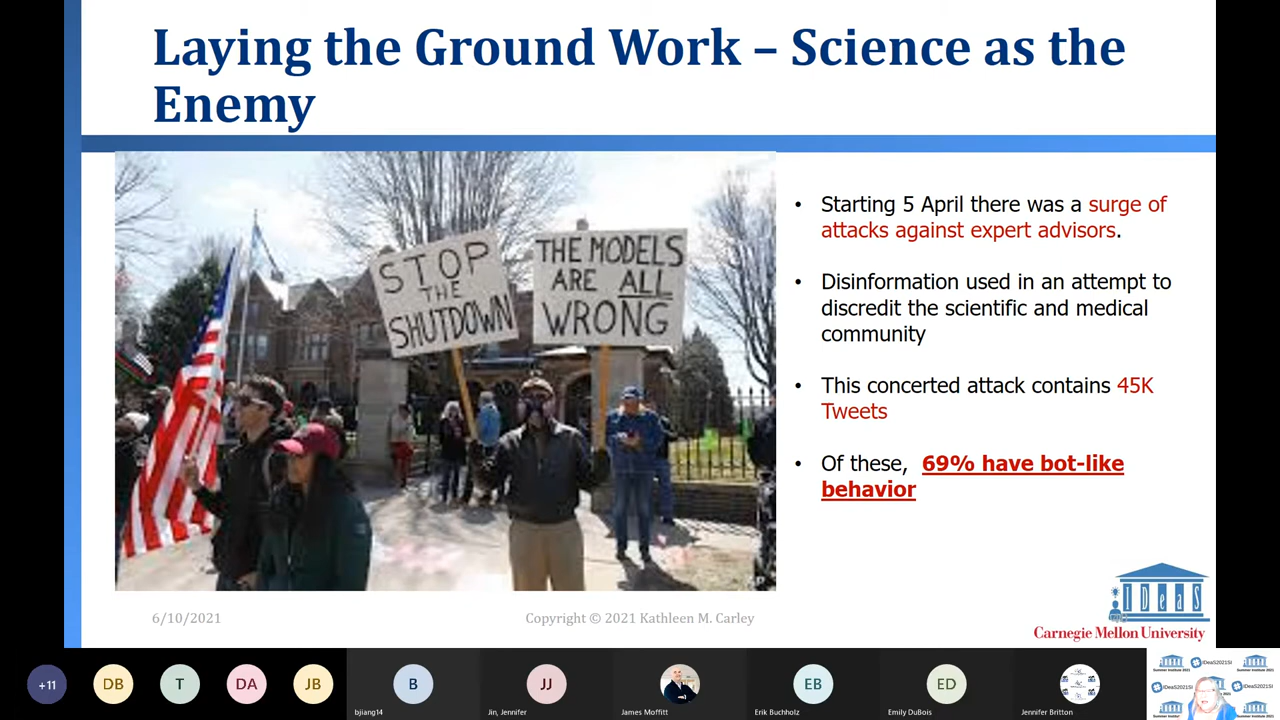 Laying the Ground Work – Science as the
Enemy
STOP
THE
SHUTDOWN
THE MODELS
ARE ALL
WRONG
• Starting 5 April there was a surge of
attacks against expert advisors.
• Disinformation used in an attempt to
discredit the scientific and medical
community
• This concerted attack contains 45K
Tweets
• Of these, 69% have bot-like
behavior
6/10/2021
Copyright © 2021 Kathleen M. Carley
IDeaS
Carnegie Mellon University
+11
DB
T
DA
JB
B
JJ
EB
ED
bjiang14
Jin, Jennifer
James Moffitt
Erik Buchholz
Emily DuBois
Jennifer Britton